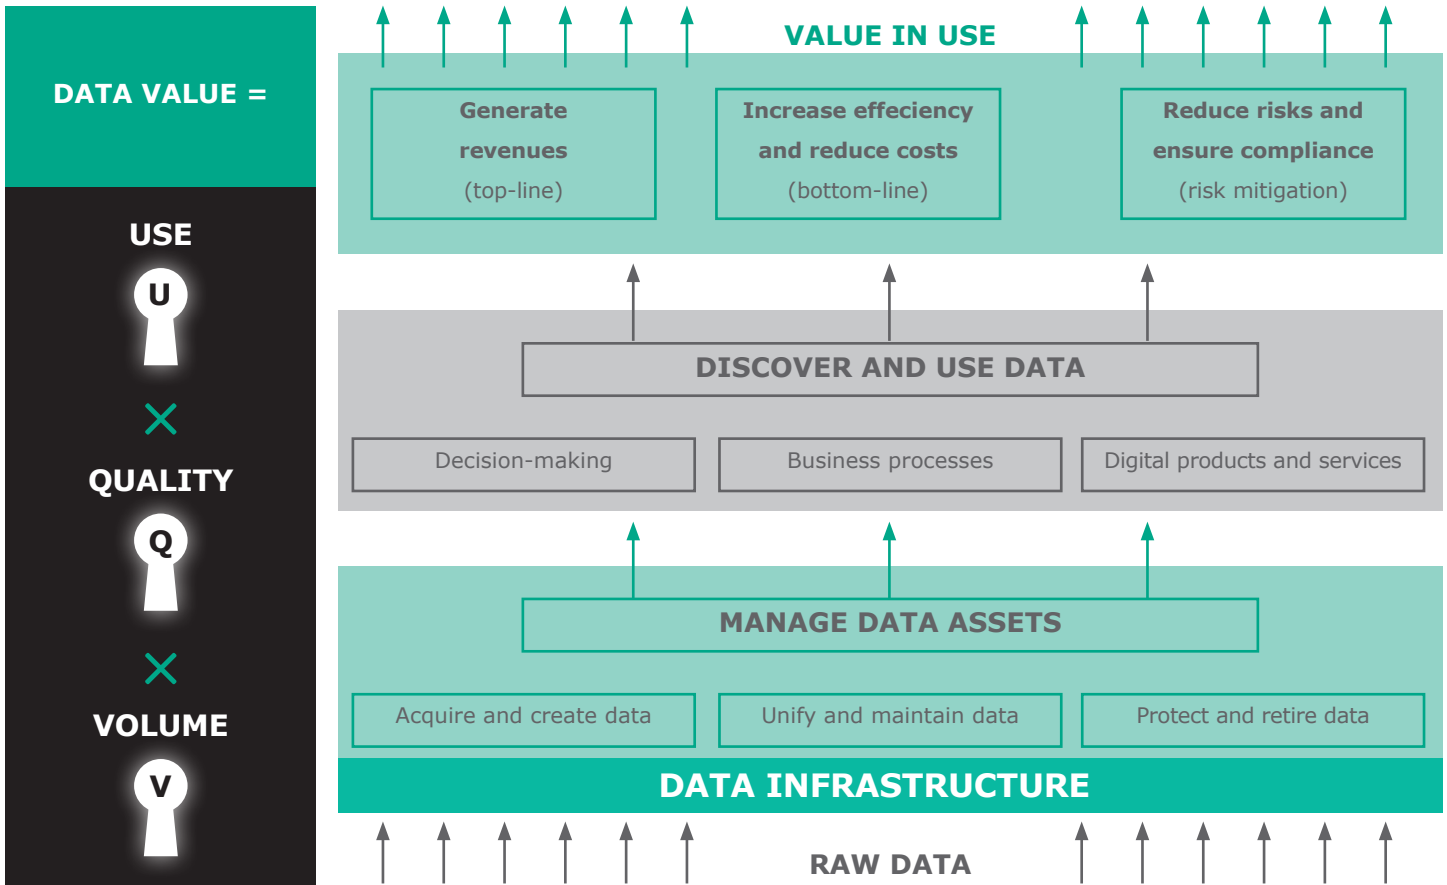 DATA VALUE =
USE
U
×
QUALITY
Q
×
VOLUME
V
VALUE IN USE
Generate
revenues
(top-line)
Increase effeciency
and reduce costs
(bottom-line)
Reduce risks and
ensure compliance
(risk mitigation)
DISCOVER AND USE DATA
Decision-making
Business processes
Digital products and services
MANAGE DATA ASSETS
Acquire and create data
Unify and maintain data
Protect and retire data
DATA INFRASTRUCTURE
RAW DATA